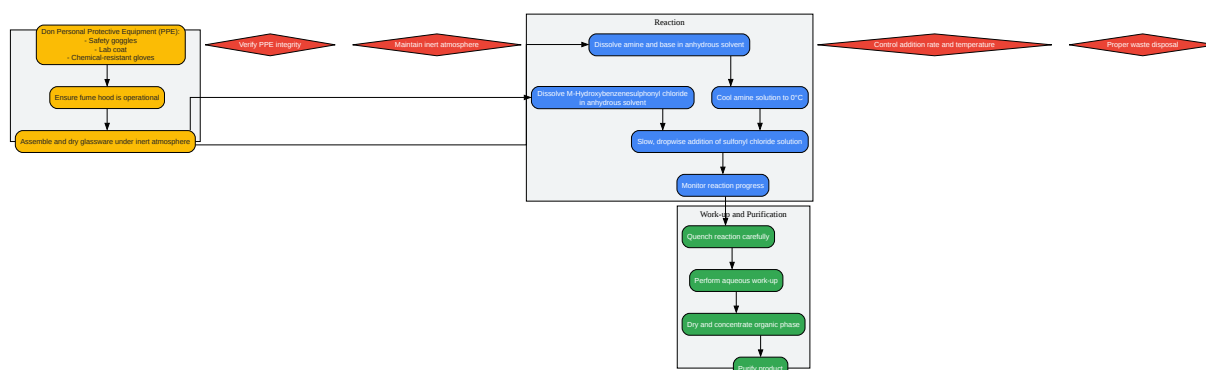 Don Personal Protective Equipment (PPE):
- Safety goggles
- Lab coat
- Chemical-resistant gloves
Ensure fume hood is operational
Assemble and dry glassware under inert atmosphere
Verify PPE integrity
Maintain inert atmosphere
Reaction
Dissolve amine and base in anhydrous solvent
Dissolve M-Hydroxybenzenesulphonyl chloride
in anhydrous solvent
Cool amine solution to 0°C
Slow, dropwise addition of sulfonyl chloride solution
Monitor reaction progress
Control addition rate and temperature
Proper waste disposal
Work-up and Purification
Quench reaction carefully
Perform aqueous work-up
Dry and concentrate organic phase
Purify product